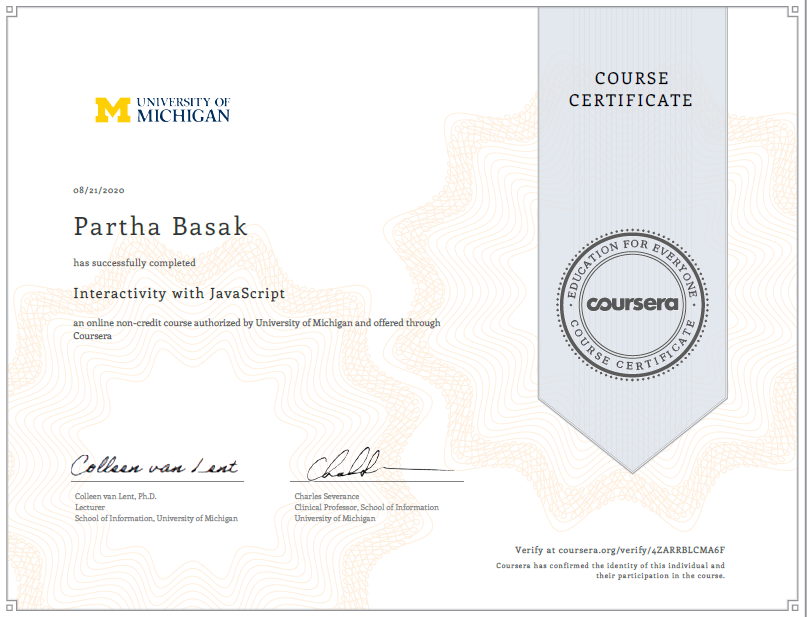 UNIVERSITY OF
MICHIGAN
COURSE
CERTIFICATE
08/21/2020
Partha Basak
has successfully completed
Interactivity with JavaScript
an online non-credit course authorized by University of Michigan and offered through
Coursera
EDUCATION FOR EVERYONE
coursera
COURSE CERTIFICATE
Colleen van Lent
Colleen van Lent, Ph.D.
Lecturer
School of Information, University of Michigan
Charles Severance
Clinical Professor, School of Information
University of Michigan
Verify at coursera.org/verify/4ZARRBLCMA6F
Coursera has confirmed the identity of this individual and
their participation in the course.